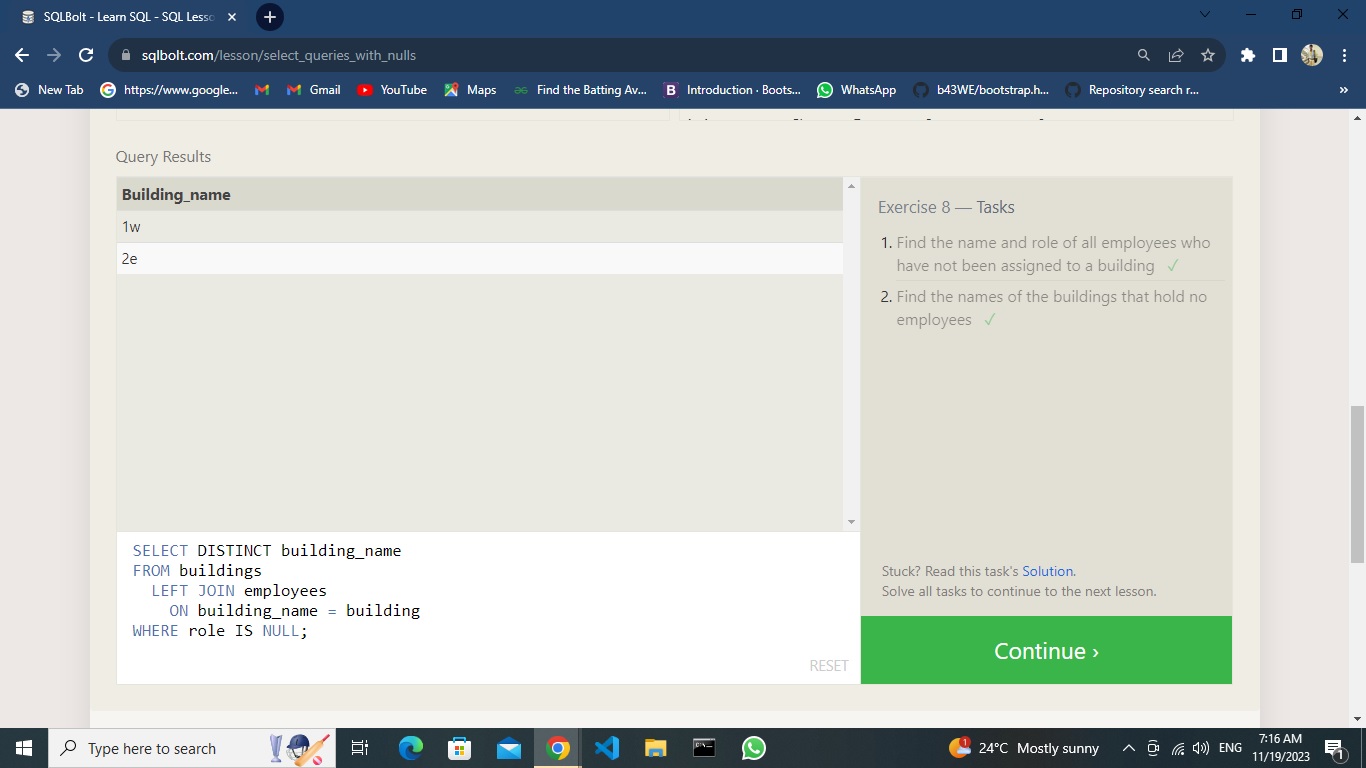 SQLBolt - Learn SQL - SQL Lesso
sqlbolt.com/lesson/select_queries_with_nulls
New Tab https://www.google... Gmail YouTube Maps Find the Batting Av... Introduction · Boots... WhatsApp b43WE/bootstrap.h... Repository search r... »
Query Results
Building_name
1w
2e
Exercise 8 — Tasks
1. Find the name and role of all employees who
have not been assigned to a building ✓
2. Find the names of the buildings that hold no
employees ✓
SELECT DISTINCT building_name
FROM buildings
LEFT JOIN employees
ON building_name = building
WHERE role IS NULL;
RESET
Stuck? Read this task's Solution.
Solve all tasks to continue to the next lesson.
Continue ›
Type here to search
1
24°C Mostly sunny
ENG
7:16 AM
11/19/2023
1